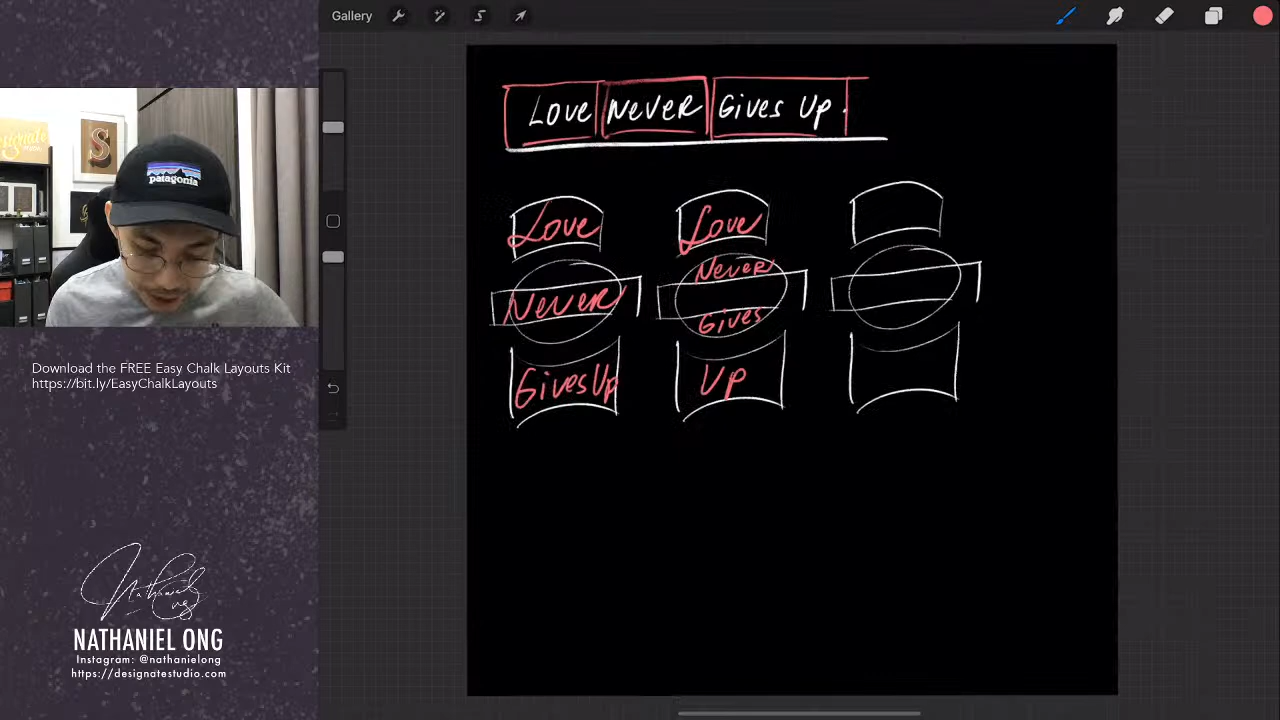 Gallery
Love Never Gives Up.
Love
Never
Gives Up
Love
Never
Gives
Up
patagonia
Download the FREE Easy Chalk Layouts Kit
https://bit.ly/EasyChalkLayouts
NATHANIEL ONG
Instagram: @nathanielong
https://designatestudio.com